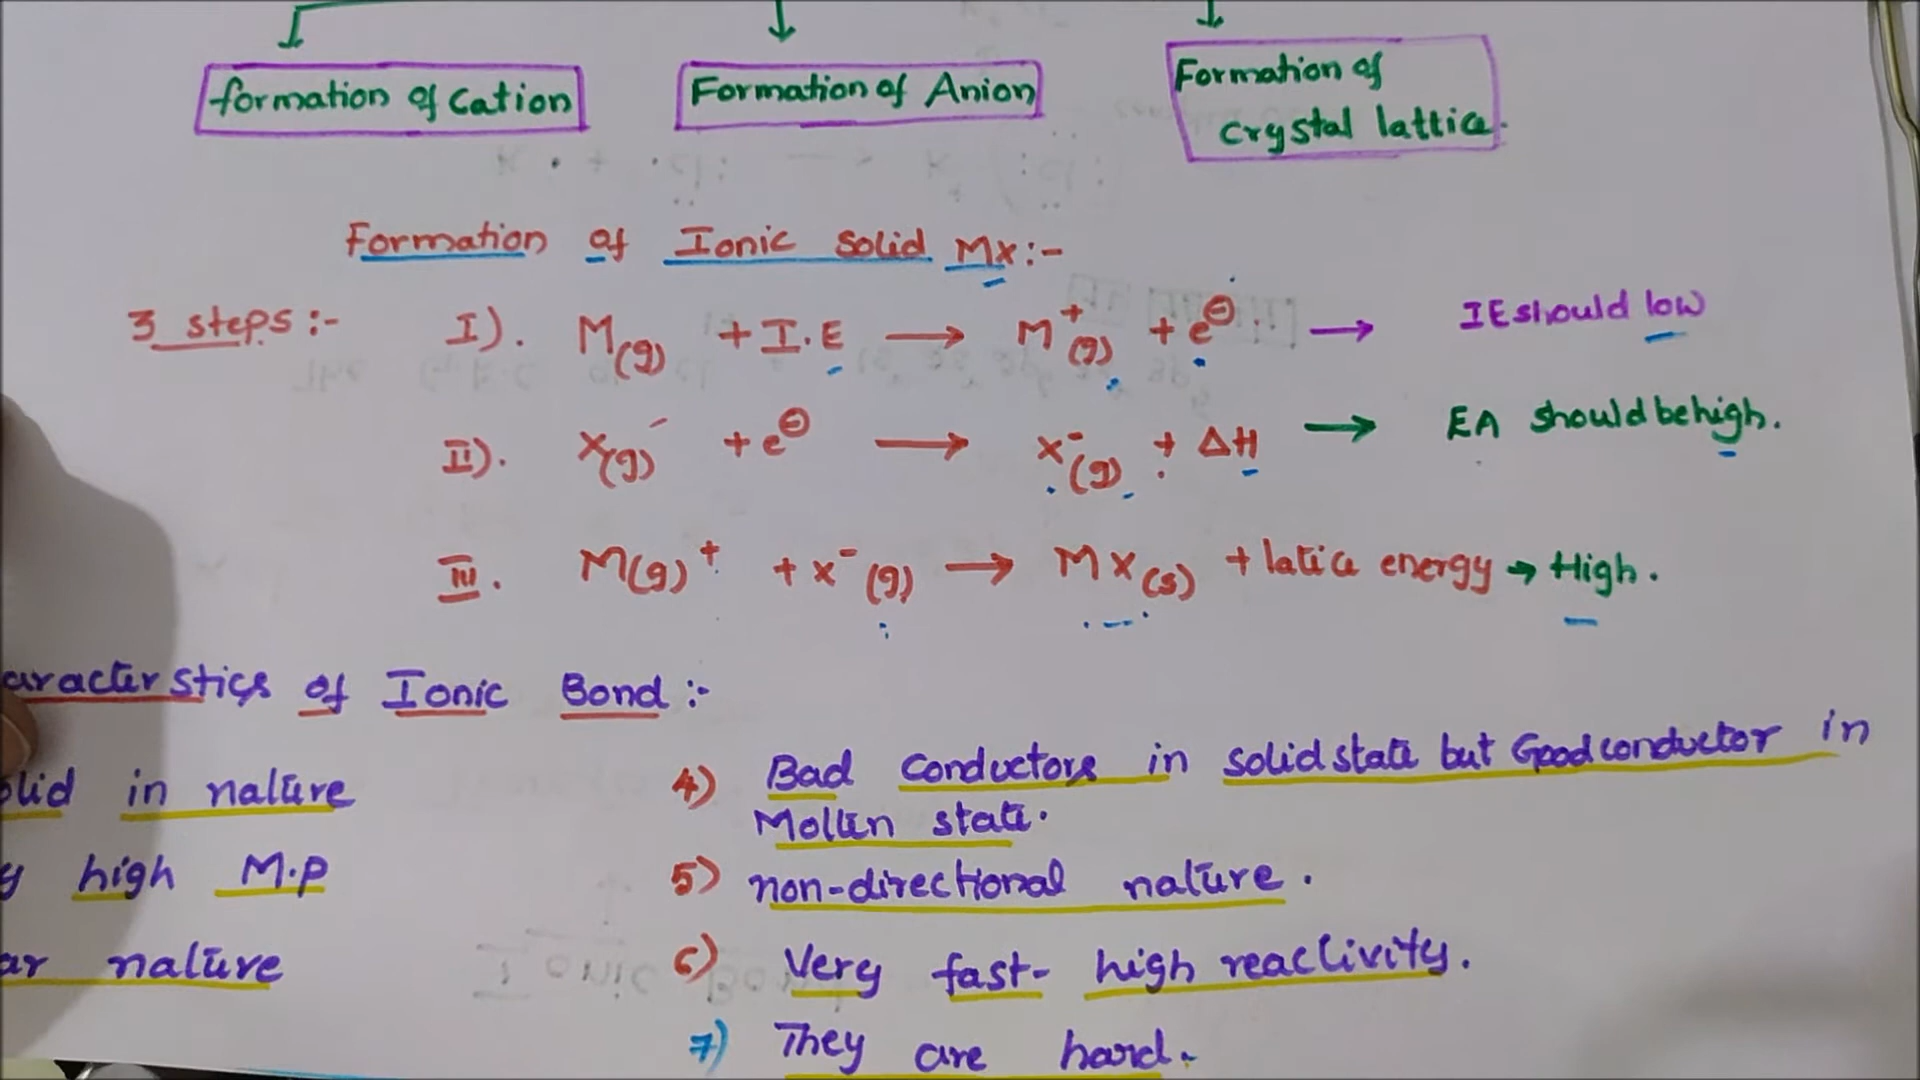 formation of Cation
Formation of Anion
Formation of
crystal lattice.
Formation of Ionic solid MX:-
3 steps :- I). M(g) + I.E → M⁺(g) + e⊖ → IE should low
II). X(g)⁻ + e⊖ → X⁻(g) + ΔH → EA should be high.
III. M(g)⁺ + X⁻(g) → MX(s) + latice energy → High.
aracterstics of Ionic Bond :-
olid in nature
y high M.P
ar nature
4) Bad conductors in solid state but Good conductor in
Molten state.
5) non-directional nature.
6) Very fast- high reactivity.
7) They are hard.